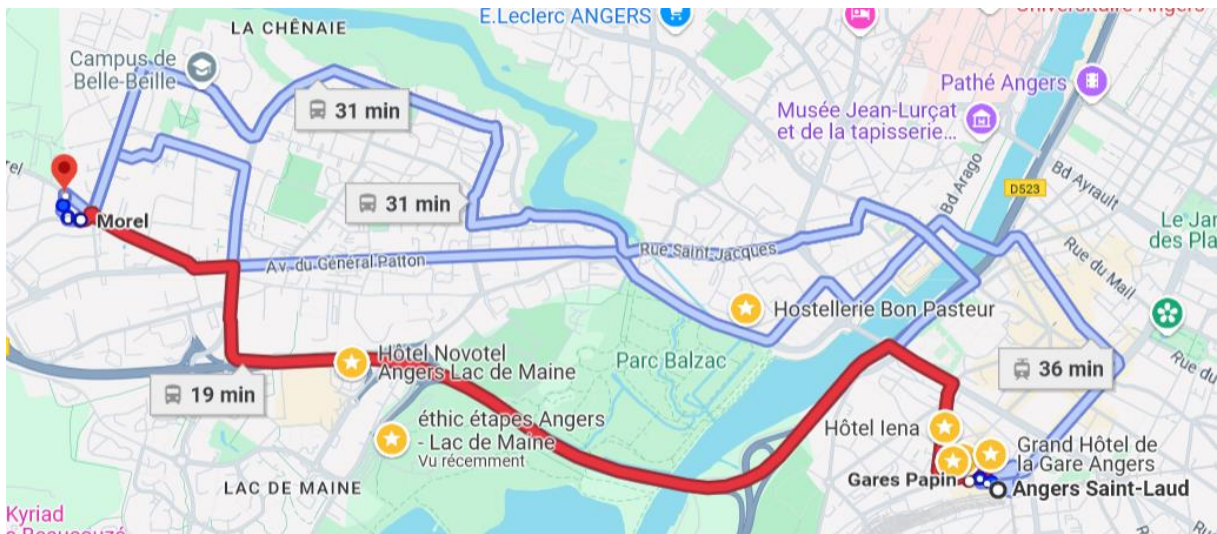 E.Leclerc ANGERS
Universitaire Angers
LA CHÊNAIE
Campus de
Belle-Beille
Pathé Angers
31 min
Musée Jean-Lurçat
et de la tapisserie...
Bd Arago
Bd Ayrault
D523
31 min
Le Jar
des Pla
Morel
Rue Saint-Jacques
Rue du Mail
Av. du Général Patton
Hostellerie Bon Pasteur
Hôtel Novotel
Angers Lac de Maine
Parc Balzac
Rue du
36 min
19 min
éthic étapes Angers
- Lac de Maine
Vu récemment
Hôtel Iena
Grand Hôtel de
la Gare Angers
Gares Papin
Angers Saint-Laud
LAC DE MAINE
Kyriad